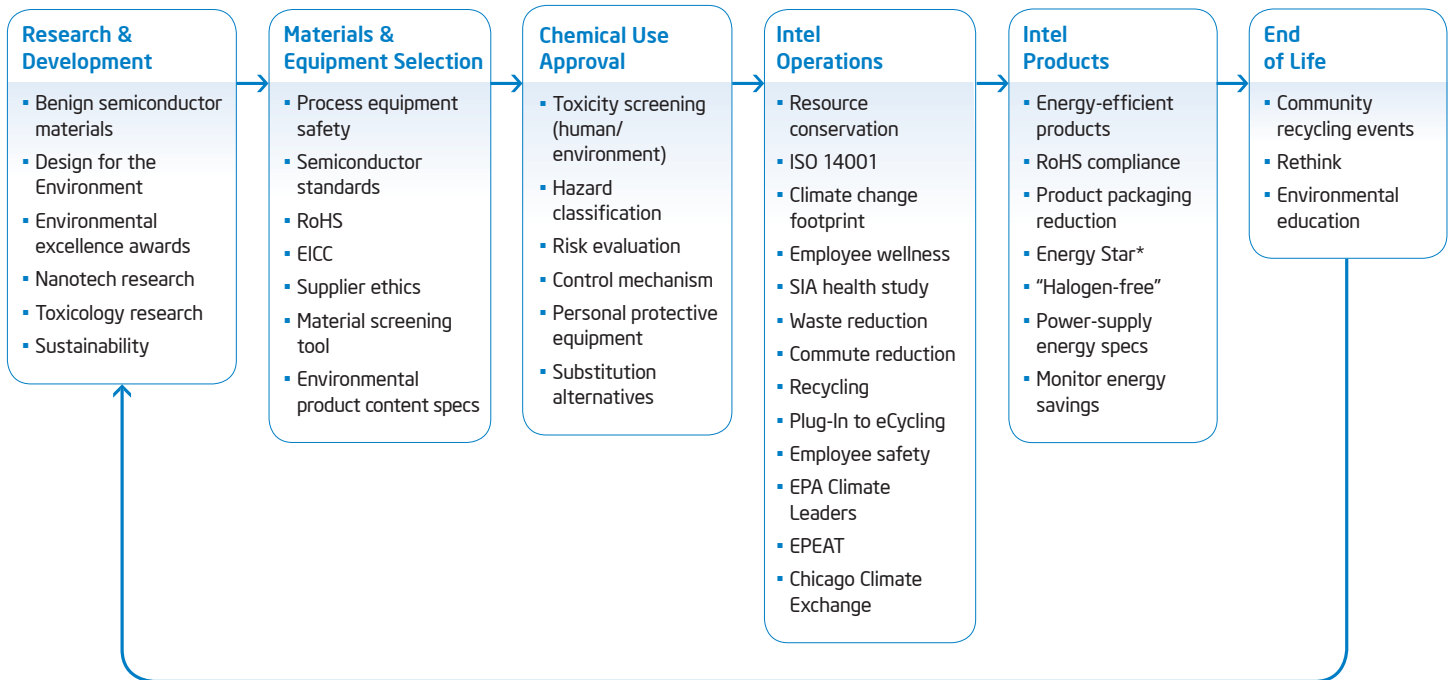 Research &
Development
▪ Benign semiconductor
materials
▪ Design for the
Environment
▪ Environmental
excellence awards
▪ Nanotech research
▪ Toxicology research
▪ Sustainability
Materials &
Equipment Selection
▪ Process equipment
safety
▪ Semiconductor
standards
▪ RoHS
▪ EICC
▪ Supplier ethics
▪ Material screening
tool
▪ Environmental
product content specs
Chemical Use
Approval
▪ Toxicity screening
(human/
environment)
▪ Hazard
classification
▪ Risk evaluation
▪ Control mechanism
▪ Personal protective
equipment
▪ Substitution
alternatives
Intel
Operations
▪ Resource
conservation
▪ ISO 14001
▪ Climate change
footprint
▪ Employee wellness
▪ SIA health study
▪ Waste reduction
▪ Commute reduction
▪ Recycling
▪ Plug-In to eCycling
▪ Employee safety
▪ EPA Climate
Leaders
▪ EPEAT
▪ Chicago Climate
Exchange
Intel
Products
▪ Energy-efficient
products
▪ RoHS compliance
▪ Product packaging
reduction
▪ Energy Star*
▪ “Halogen-free”
▪ Power-supply
energy specs
▪ Monitor energy
savings
End
of Life
▪ Community
recycling events
▪ Rethink
▪ Environmental
education